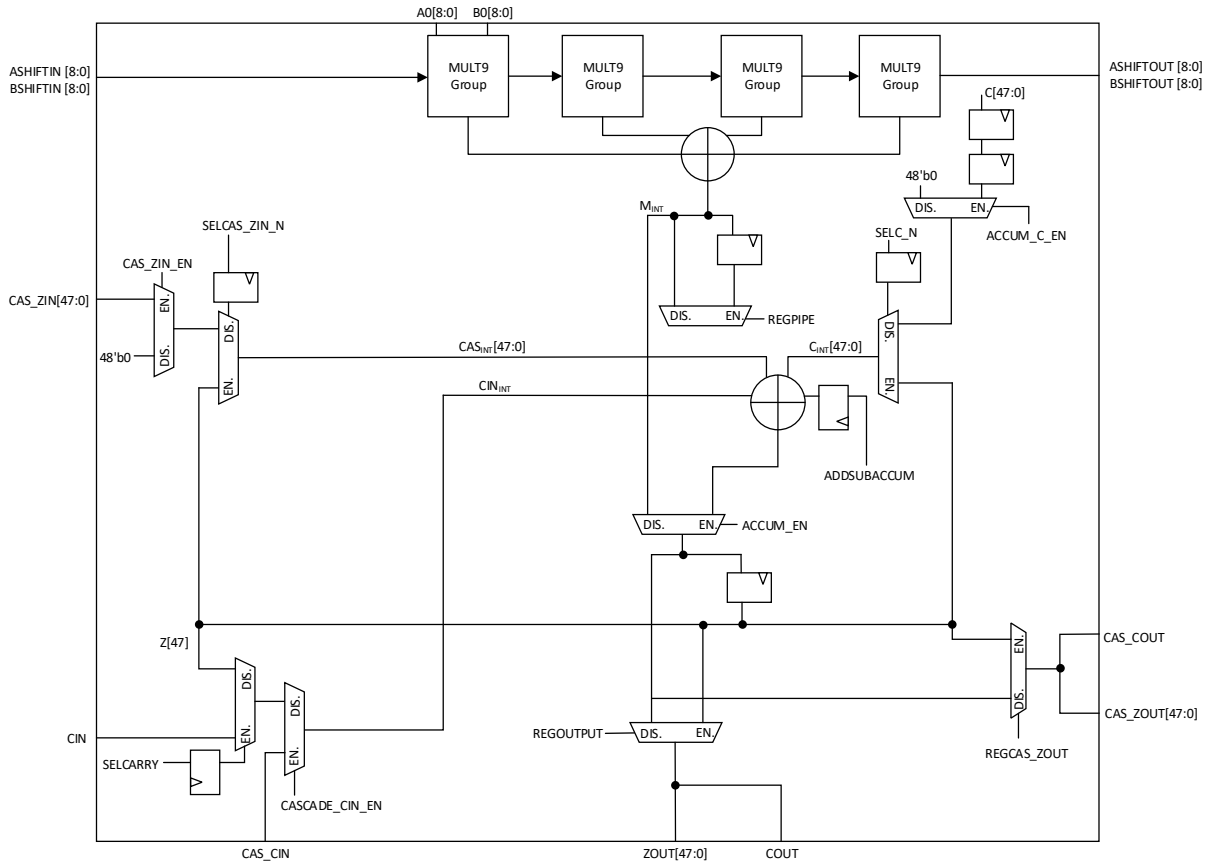 A0[8:0]
B0[8:0]
ASHIFTIN [8:0]
BSHIFTIN [8:0]
MULT9
Group
MULT9
Group
MULT9
Group
MULT9
Group
ASHIFTOUT [8:0]
BSHIFTOUT [8:0]
C[47:0]
48'b0
DIS.
EN.
ACCUM_C_EN
MINT
SELCAS_ZIN_N
SELC_N
CAS_ZIN_EN
CAS_ZIN[47:0]
EN.
DIS.
48'b0
DIS.
EN.
DIS.
EN.
REGPIPE
DIS.
EN.
CASINT[47:0]
CINT[47:0]
CININT
ADDSUBACCUM
DIS.
EN.
ACCUM_EN
Z[47]
DIS.
EN.
DIS.
EN.
CIN
SELCARRY
CASCADE_CIN_EN
REGOUTPUT
DIS.
EN.
EN.
DIS.
CAS_COUT
CAS_ZOUT[47:0]
REGCAS_ZOUT
CAS_CIN
ZOUT[47:0]
COUT